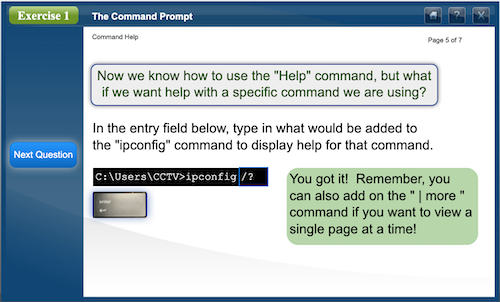 Exercise 1
The Command Prompt
? X
Command Help
Page 5 of 7
Now we know how to use the "Help" command, but what
if we want help with a specific command we are using?
In the entry field below, type in what would be added to
the "ipconfig" command to display help for that command.
Next Question
C:\Users\CCTV>ipconfig /?
You got it! Remember, you
can also add on the " | more "
command if you want to view a
single page at a time!